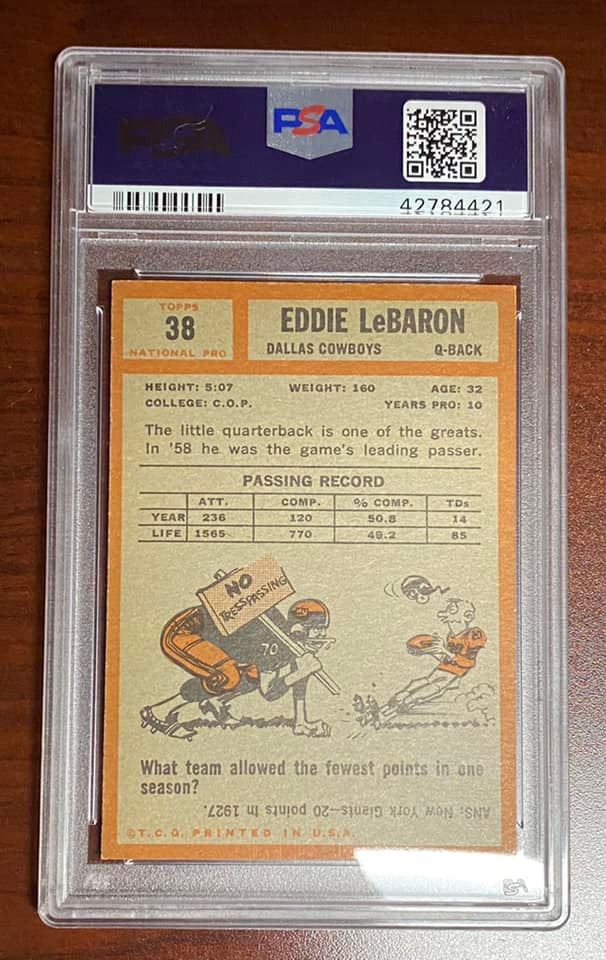 PSA
PSA
42784421
TOPPS
38
NATIONAL PRO
EDDIE LeBARON
DALLAS COWBOYS Q-BACK
HEIGHT: 5:07 WEIGHT: 160 AGE: 32
COLLEGE: C.O.P. YEARS PRO: 10
The little quarterback is one of the greats.
In '58 he was the game's leading passer.
PASSING RECORD
ATT. COMP. % COMP. TDs
YEAR 236 120 50.8 14
LIFE 1565 770 49.2 85
NO
TRESSPASSING
70
20
What team allowed the fewest points in one
season?
ANS. New York Giants—20 points in 1927.
©T.C.G. PRINTED IN U.S.A.
PSA